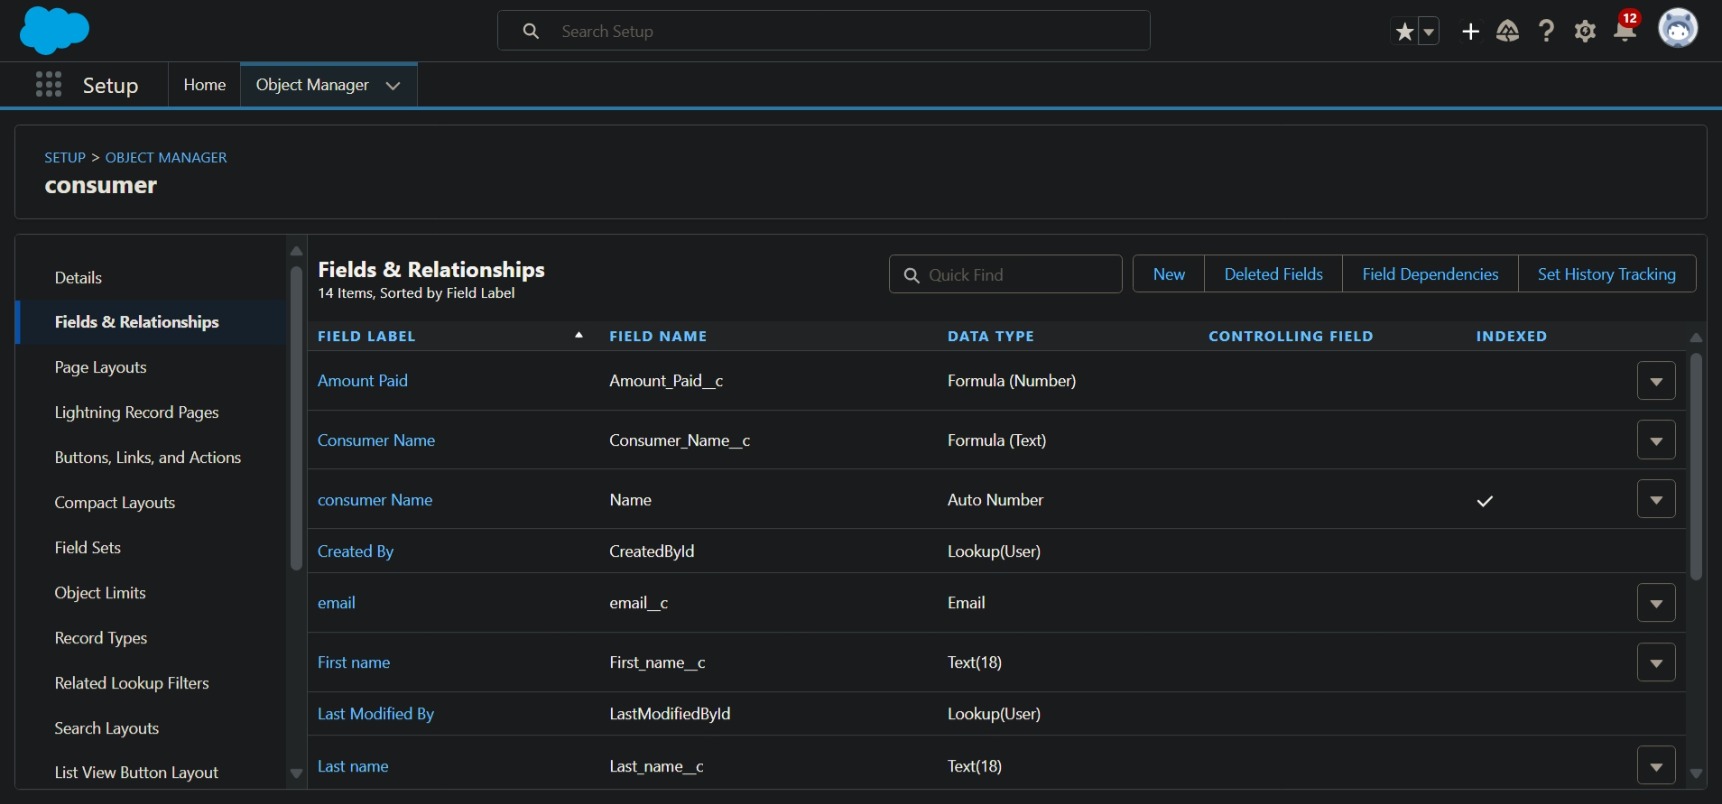 Search Setup
12
Setup
Home
Object Manager
SETUP > OBJECT MANAGER
consumer
Details
Fields & Relationships
Page Layouts
Lightning Record Pages
Buttons, Links, and Actions
Compact Layouts
Field Sets
Object Limits
Record Types
Related Lookup Filters
Search Layouts
List View Button Layout
Fields & Relationships
14 Items, Sorted by Field Label
Quick Find
New
Deleted Fields
Field Dependencies
Set History Tracking
FIELD LABEL FIELD NAME DATA TYPE CONTROLLING FIELD INDEXED
Amount Paid Amount_Paid__c Formula (Number)
Consumer Name Consumer_Name__c Formula (Text)
consumer Name Name Auto Number
Created By CreatedById Lookup(User)
email email__c Email
First name First_name__c Text(18)
Last Modified By LastModifiedById Lookup(User)
Last name Last_name__c Text(18)